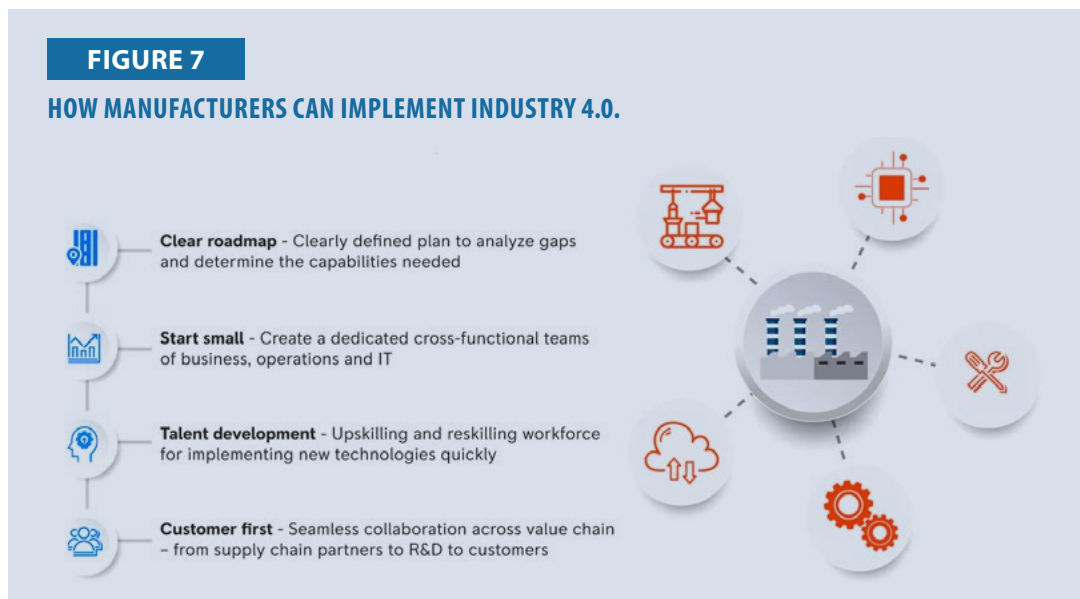 FIGURE 7
HOW MANUFACTURERS CAN IMPLEMENT INDUSTRY 4.0.
Clear roadmap - Clearly defined plan to analyze gaps
and determine the capabilities needed
Start small - Create a dedicated cross-functional teams
of business, operations and IT
Talent development - Upskilling and reskilling workforce
for implementing new technologies quickly
Customer first - Seamless collaboration across value chain
– from supply chain partners to R&D to customers